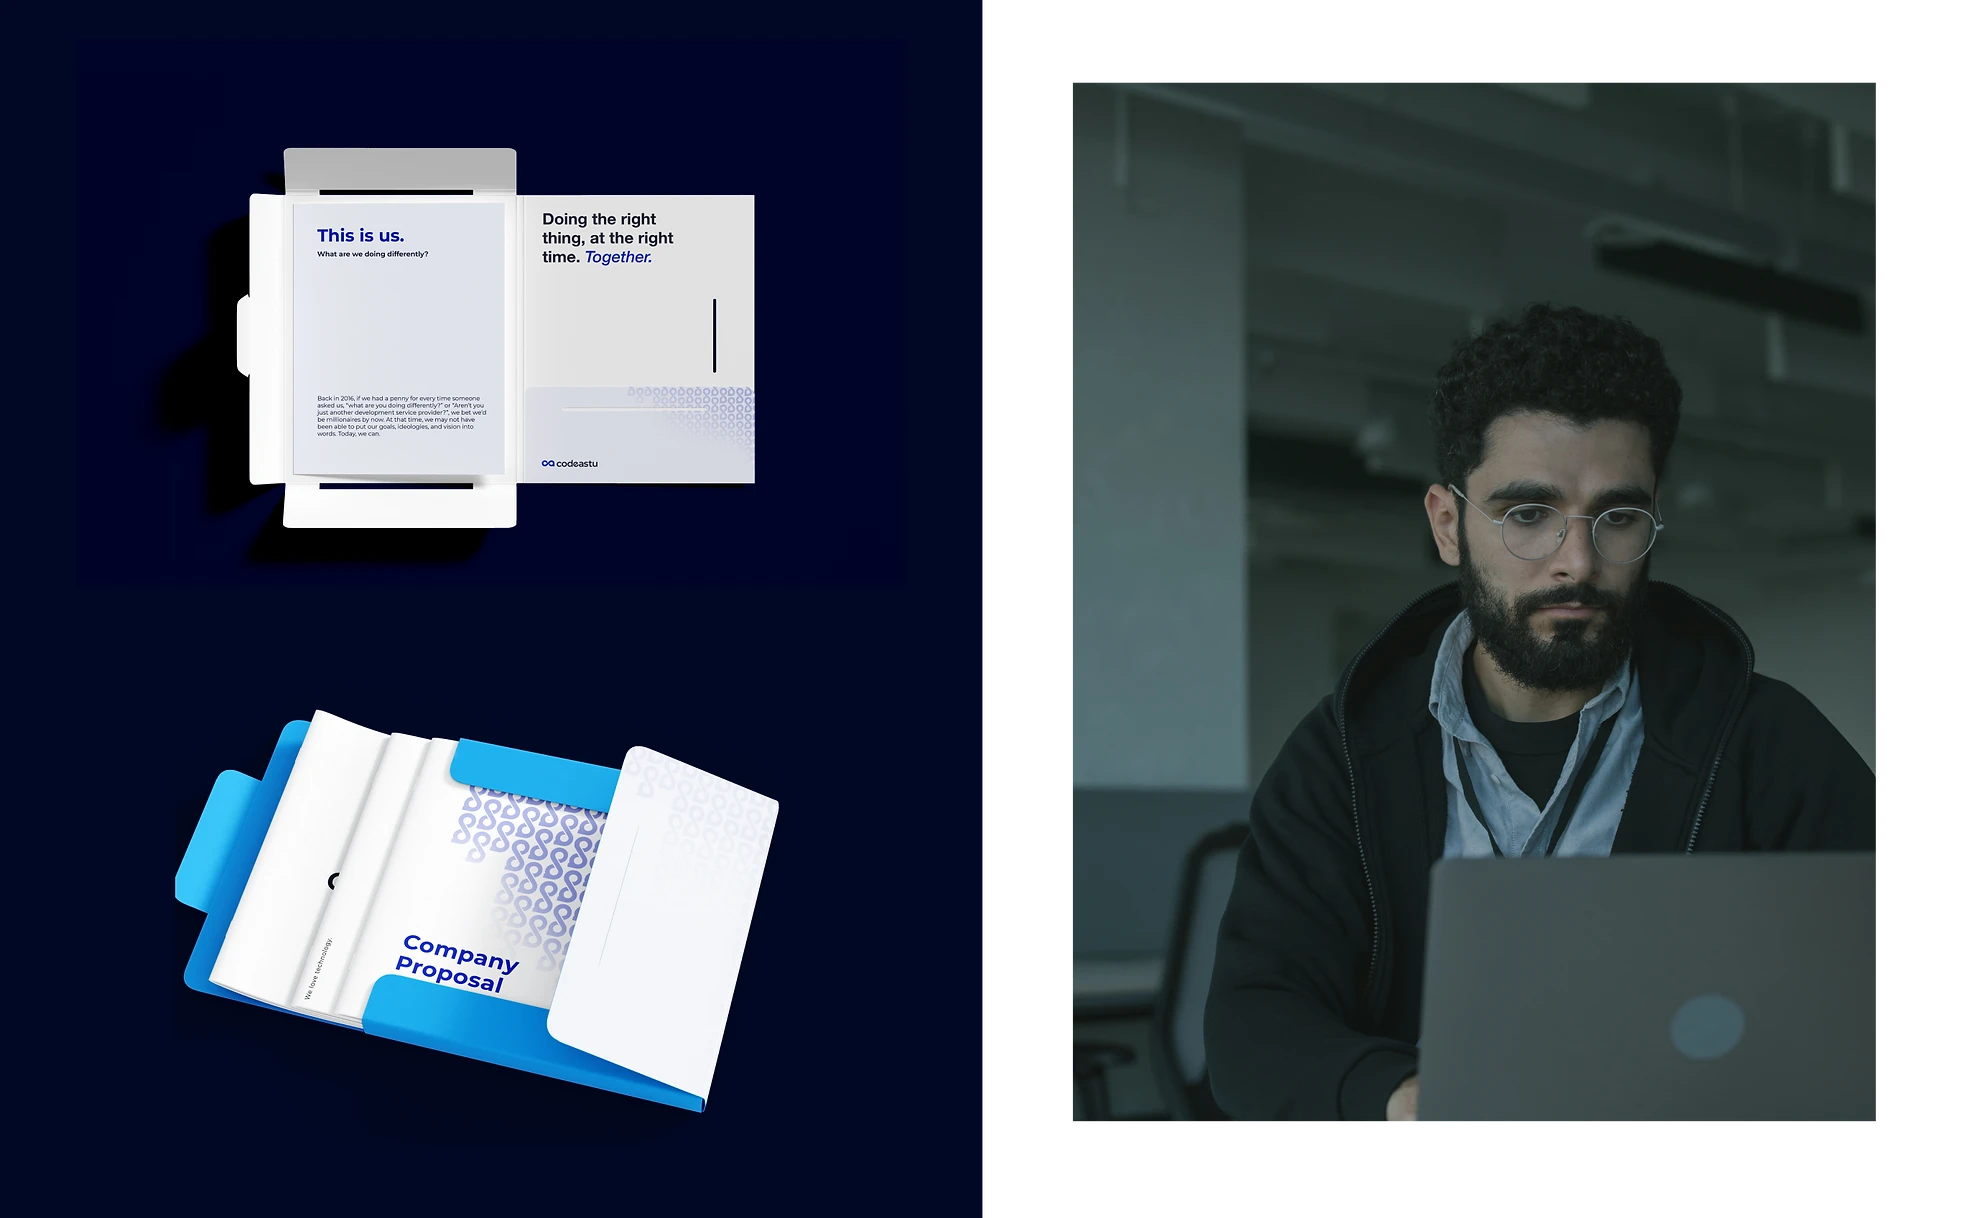 This is us.
What are we doing differently?
Back in 2016, if we had a penny for every time someone
asked us, "what are you doing differently?" or "Aren't you
just another development service provider?", we bet we'd
be millionaires by now. At that time, we may not have
been able to put our goals, ideologies, and vision into
words. Today, we can.
Doing the right
thing, at the right
time. Together.
codeastu
We love technology.
Company
Proposal